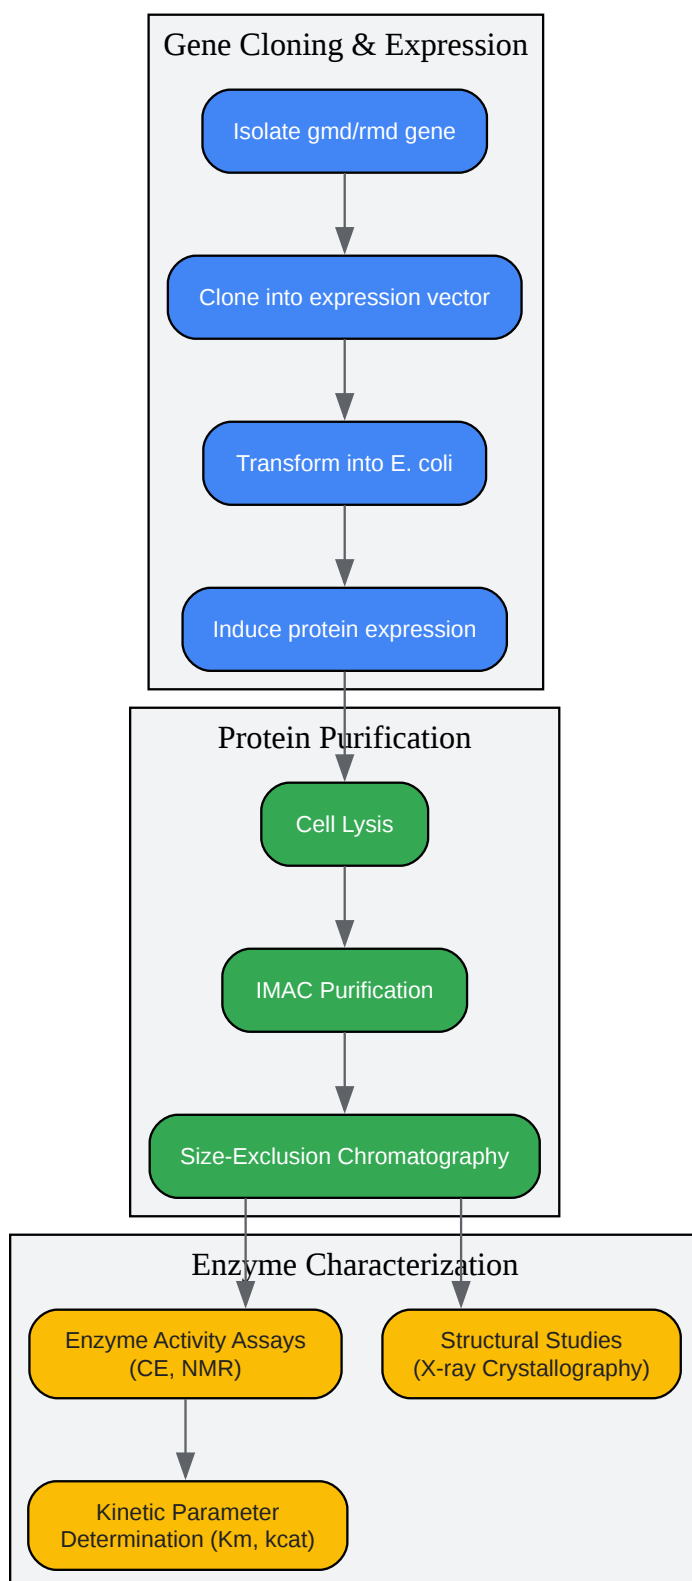 Gene Cloning & Expression
Isolate gmd/rmd gene
Clone into expression vector
Transform into E. coli
Induce protein expression
Protein Purification
Cell Lysis
IMAC Purification
Size-Exclusion Chromatography
Enzyme Characterization
Enzyme Activity Assays
(CE, NMR)
Structural Studies
(X-ray Crystallography)
Kinetic Parameter
Determination (Km, kcat)